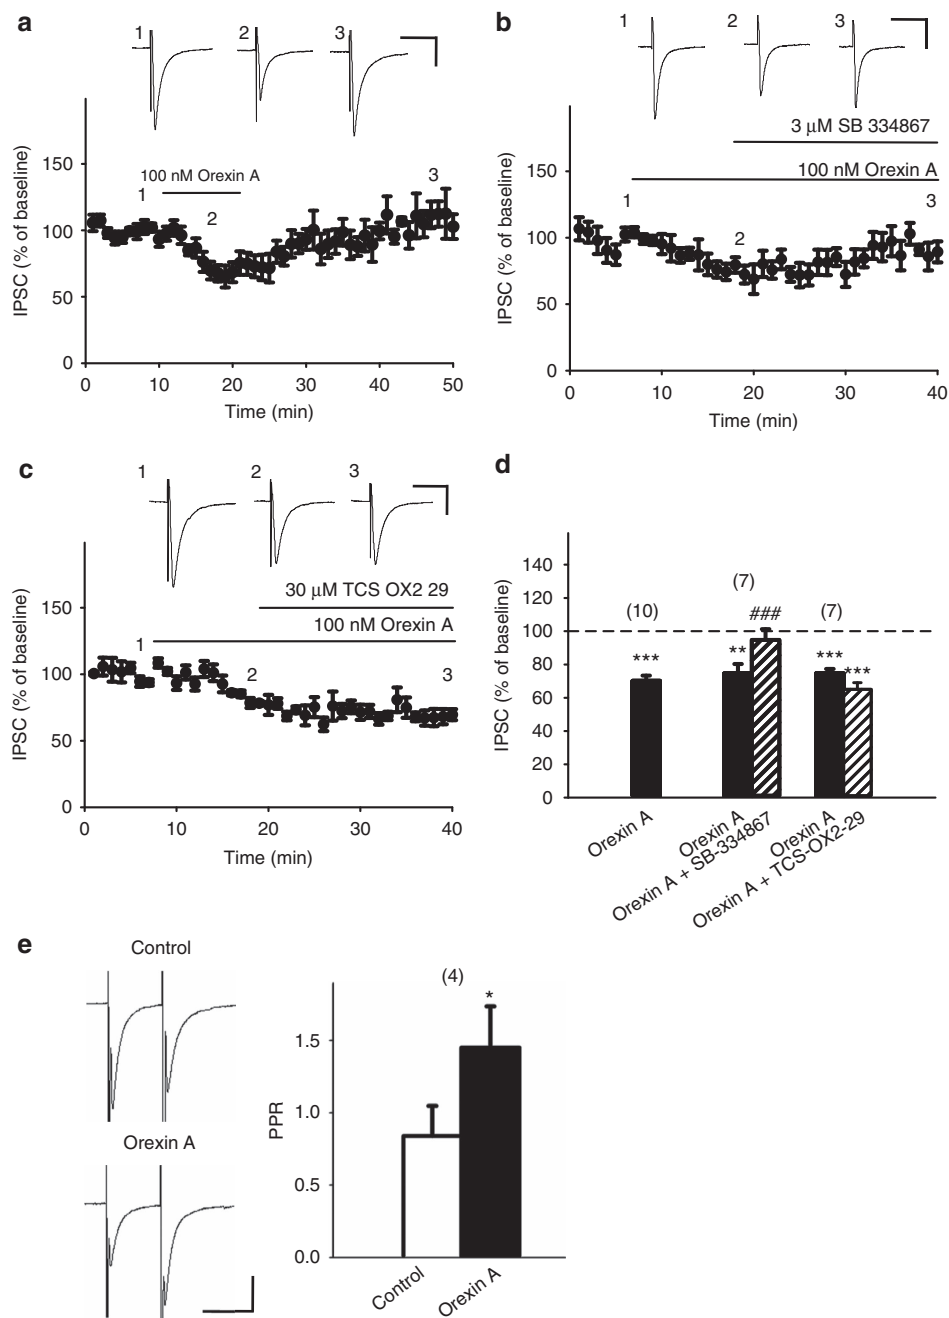 a
1 2 3
IPSC (% of baseline)
150
100
50
0
100 nM Orexin A
1
2
3
0 10 20 30 40 50
Time (min)
b
1 2 3
3 μM SB 334867
100 nM Orexin A
IPSC (% of baseline)
150
100
50
0
1
2
3
0 10 20 30 40
Time (min)
c
1 2 3
30 μM TCS OX2 29
100 nM Orexin A
IPSC (% of baseline)
150
100
50
0
1
2
3
0 10 20 30 40
Time (min)
d
IPSC (% of baseline)
140
120
100
80
60
40
20
0
(10)
(7)
(7)
***
**
###
***
***
Orexin A
Orexin A
Orexin A + SB-334867
Orexin A
Orexin A + TCS-OX2-29
e
Control
Orexin A
(4)
*
PPR
1.5
1.0
0.5
0.0
Control
Orexin A